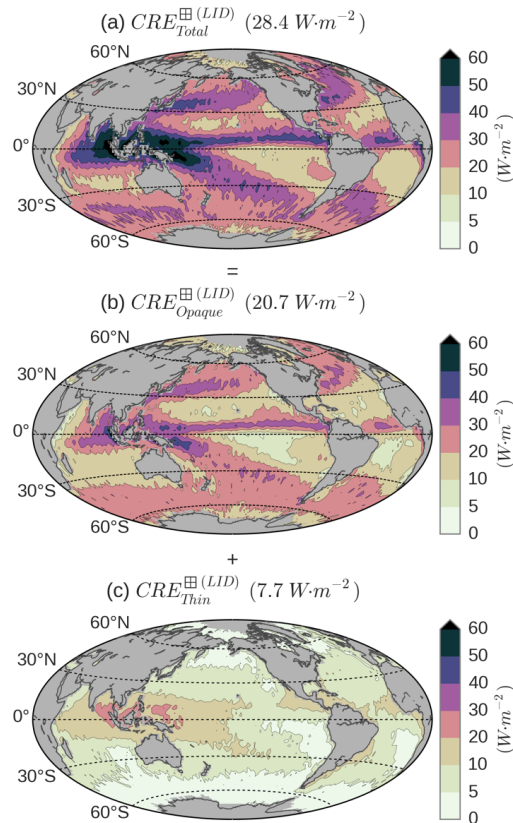 (a) CRE_{Total}^{⊞(LID)} (28.4 W·m⁻²)
60°N
30°N
0°
30°S
60°S
60
50
40
30
20
10
5
0
(W·m⁻²)
=
(b) CRE_{Opaque}^{⊞(LID)} (20.7 W·m⁻²)
60°N
30°N
0°
30°S
60°S
60
50
40
30
20
10
5
0
(W·m⁻²)
+
(c) CRE_{Thin}^{⊞(LID)} (7.7 W·m⁻²)
60°N
30°N
0°
30°S
60°S
60
50
40
30
20
10
5
0
(W·m⁻²)